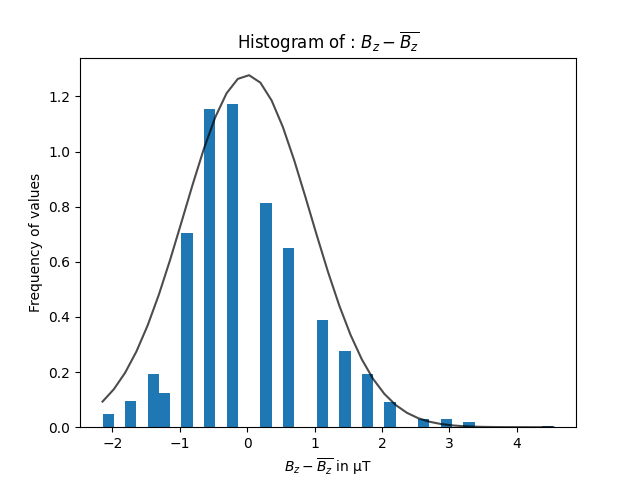 Histogram of : $B_z - \overline{B_z}$
Frequency of values
1.2
1.0
0.8
0.6
0.4
0.2
0.0
−2 −1 0 1 2 3 4
$B_z - \overline{B_z}$ in μT